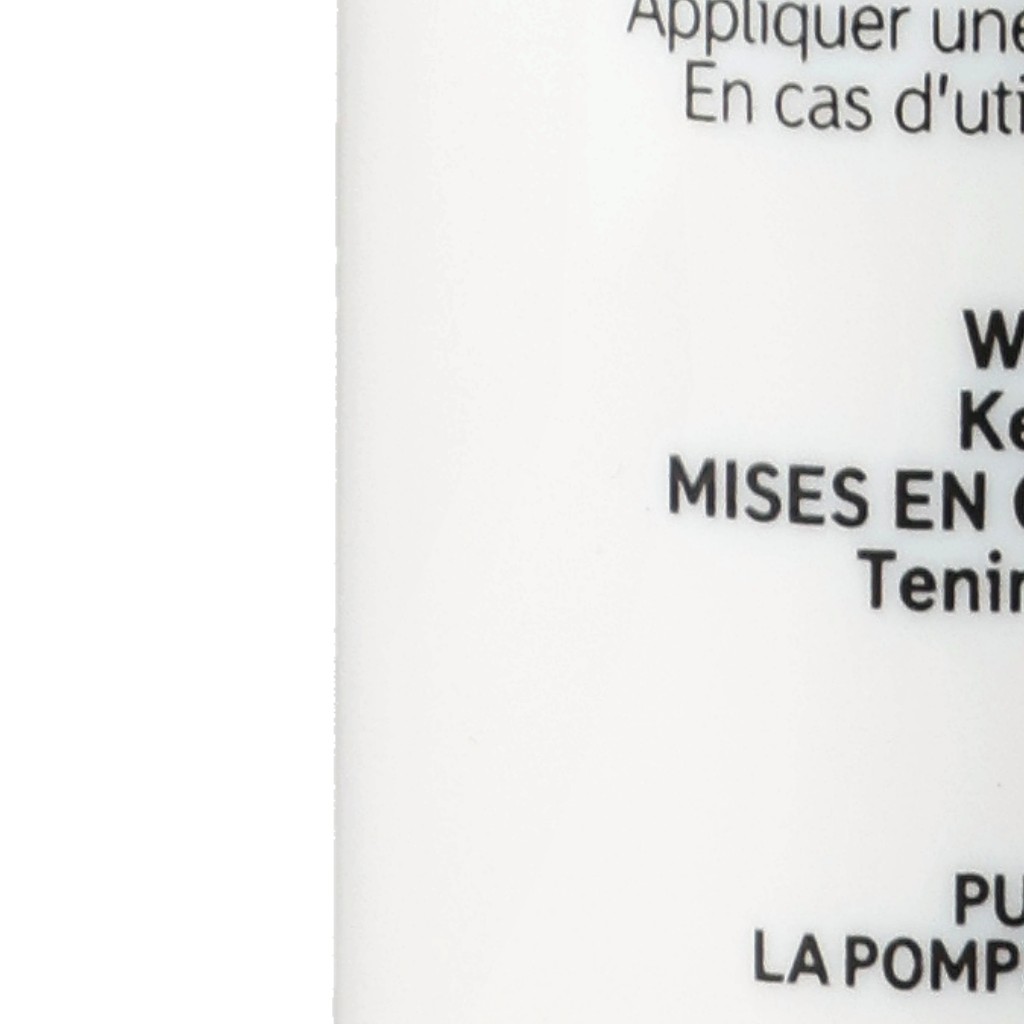 Appliquer une
En cas d'uti
W
Ke
MISES EN
Tenir
PU
LA POMP